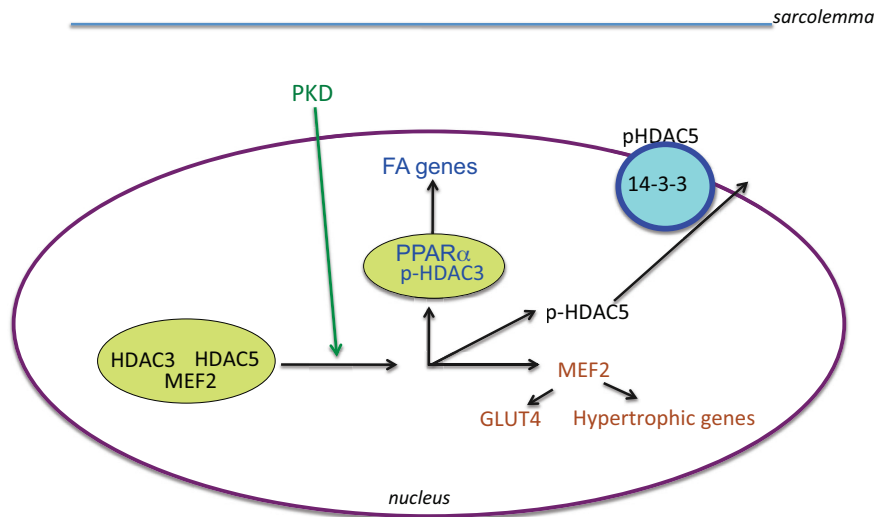 sarcolemma
PKD
pHDAC5
14-3-3
FA genes
PPARα
p-HDAC3
p-HDAC5
HDAC3 HDAC5
MEF2
MEF2
GLUT4 Hypertrophic genes
nucleus